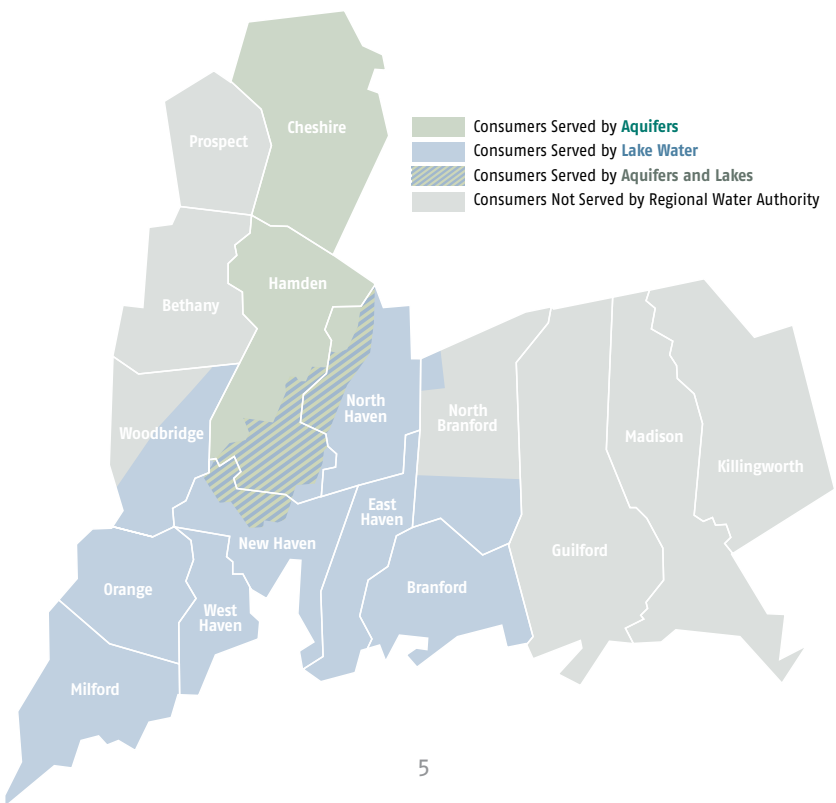 Cheshire
Prospect
Consumers Served by Aquifers
Consumers Served by Lake Water
Consumers Served by Aquifers and Lakes
Consumers Not Served by Regional Water Authority
Hamden
Bethany
North
Haven
North
Branford
Woodbridge
Madison
Killingworth
East
Haven
New Haven
Guilford
Orange
Branford
West
Haven
Milford
5